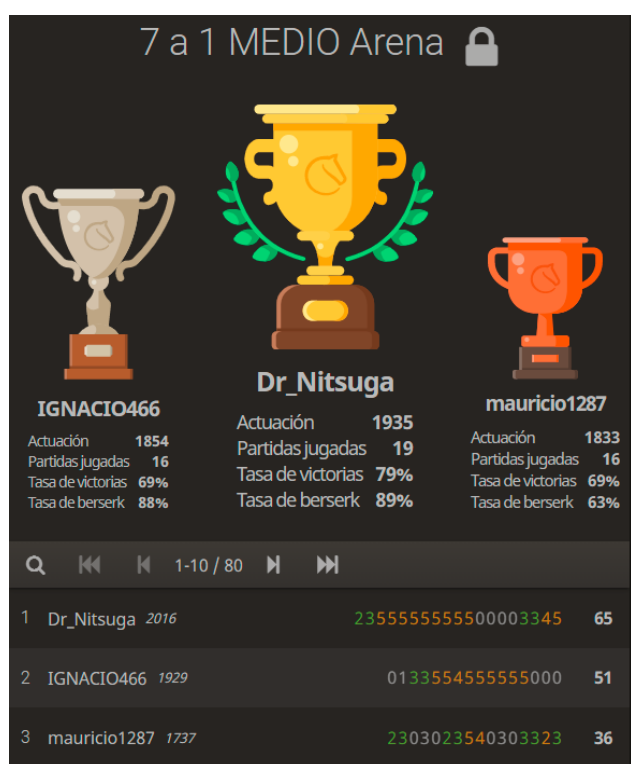 7 a 1 MEDIO Arena
IGNACIO466
Actuación 1854
Partidas jugadas 16
Tasa de victorias 69%
Tasa de berserk 88%
Dr_Nitsuga
Actuación 1935
Partidas jugadas 19
Tasa de victorias 79%
Tasa de berserk 89%
mauricio1287
Actuación 1833
Partidas jugadas 16
Tasa de victorias 69%
Tasa de berserk 63%
1-10 / 80
1 Dr_Nitsuga 2016 2355555555500003345 65
2 IGNACIO466 1929 0133554555555000 51
3 mauricio1287 1737 2303023540303323 36